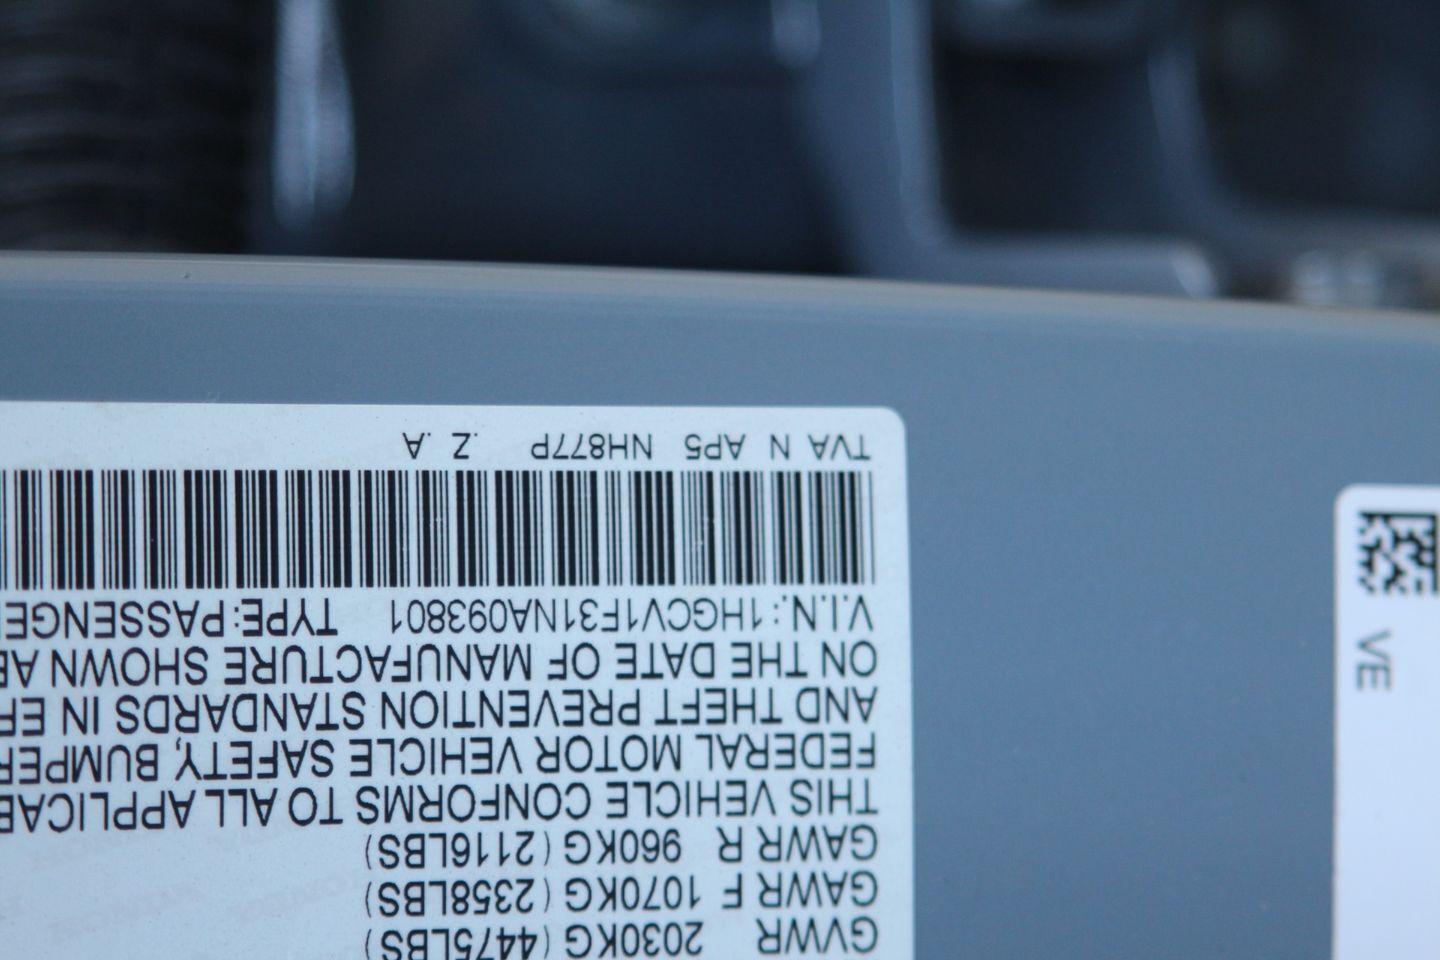 GVWR 2030KG (4475LBS)
GAWR F 1070KG (2358LBS)
GAWR R 960KG (2116LBS)
THIS VEHICLE CONFORMS TO ALL APPLICAB
FEDERAL MOTOR VEHICLE SAFETY, BUMPER
AND THEFT PREVENTION STANDARDS IN EF
ON THE DATE OF MANUFACTURE SHOWN AB
V.I.N.: 1HGCV1F31NA093801 TYPE: PASSENGE
TVA N AP5 NH877P .Z .A
VE